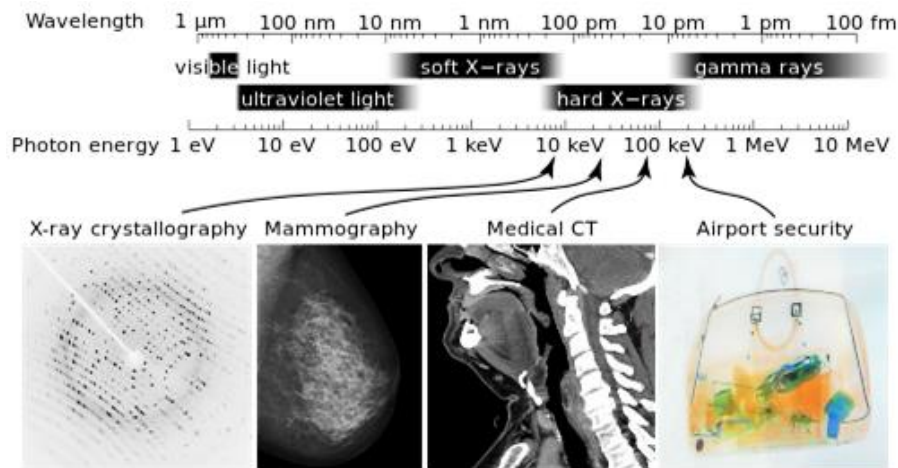 Wavelength 1 μm 100 nm 10 nm 1 nm 100 pm 10 pm 1 pm 100 fm
visible light soft X−rays gamma rays
ultraviolet light hard X−rays
Photon energy 1 eV 10 eV 100 eV 1 keV 10 keV 100 keV 1 MeV 10 MeV
X-ray crystallography Mammography Medical CT Airport security